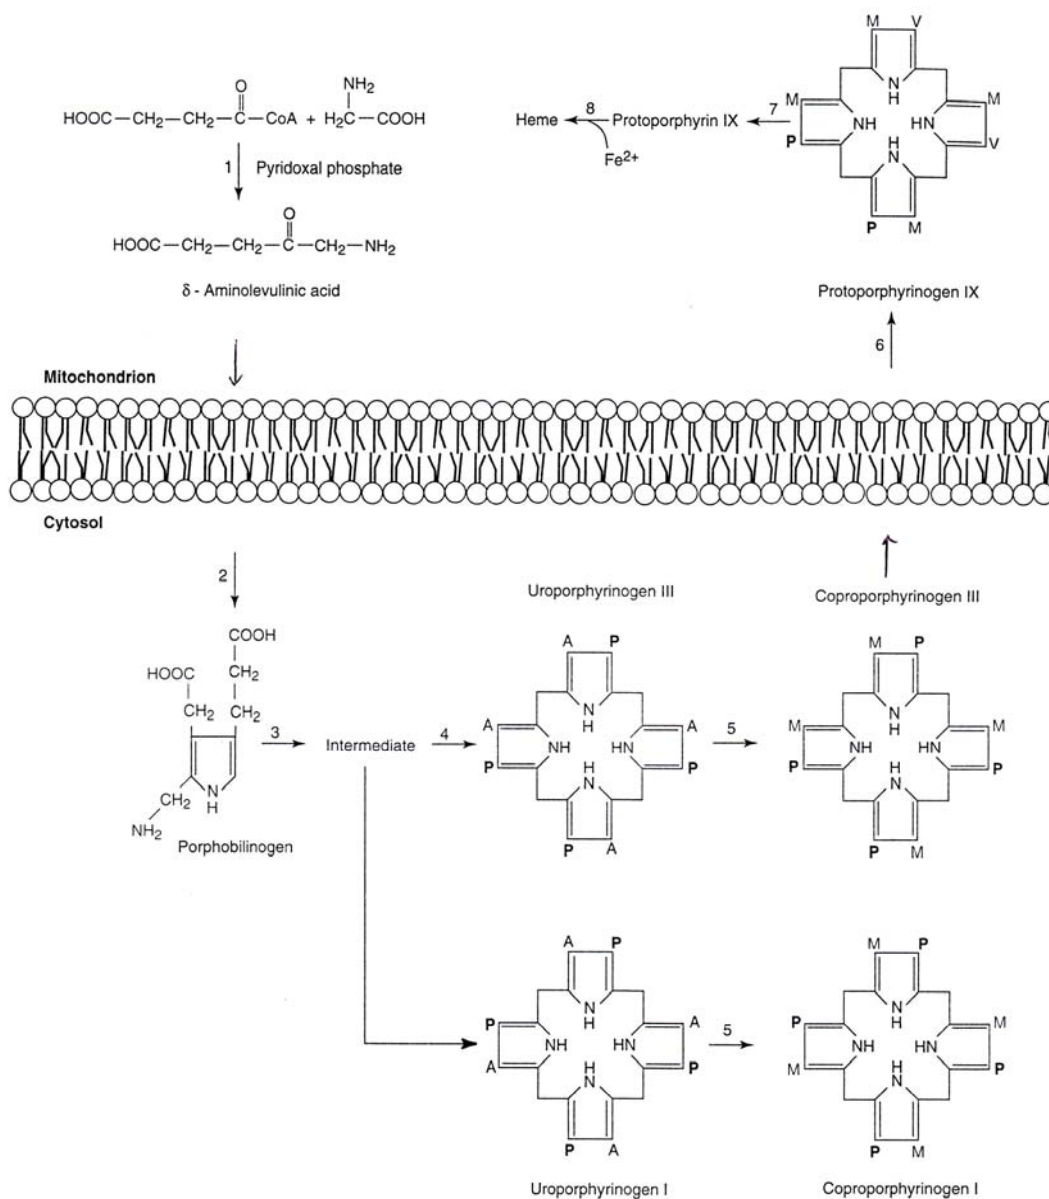 HOOC—CH2—CH2—C—CoA + H2C—COOH
O
NH2
1 Pyridoxal phosphate
HOOC—CH2—CH2—C—CH2—NH2
O
δ - Aminolevulinic acid
M V
M NH HN M
P V
N
H
H
N
P M
Heme 8 Protoporphyrin IX 7
Fe2+
Protoporphyrinogen IX
6
Mitochondrion
Cytosol
2
COOH
HOOC CH2
CH2 CH2
CH2 N
H
NH2
Porphobilinogen
3 Intermediate 4
Uroporphyrinogen III
A P
N
H
A NH HN A
P P
H
N
P A
5
Coproporphyrinogen III
M P
N
H
M NH HN M
P P
H
N
P M
A P
N
H
P NH HN A
A P
H
N
P A
Uroporphyrinogen I
5
M P
N
H
P NH HN M
M P
H
N
P M
Coproporphyrinogen I